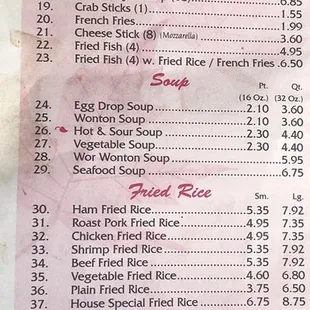 6.85
19. Crab Sticks (1) 1.55
20. French Fries 1.99
21. Cheese Stick (8) (Mozzarella) 3.60
22. Fried Fish (4) 4.95
23. Fried Fish (4) w. Fried Rice / French Fries .6.50
Soup Pt. Qt.
(16 Oz.) (32 Oz.)
24. Egg Drop Soup 2.10 3.60
25. Wonton Soup 2.10 3.60
26. Hot & Sour Soup 2.30 4.40
27. Vegetable Soup 2.30 4.40
28. Wor Wonton Soup 5.95
29. Seafood Soup 6.75
Fried Rice Sm. Lg.
30. Ham Fried Rice 5.35 7.92
31. Roast Pork Fried Rice 4.95 7.35
32. Chicken Fried Rice 4.95 7.35
33. Shrimp Fried Rice 5.35 7.92
34. Beef Fried Rice 5.35 7.92
35. Vegetable Fried Rice 4.60 6.80
36. Plain Fried Rice 3.75 6.50
37. House Special Fried Rice 6.75 8.75